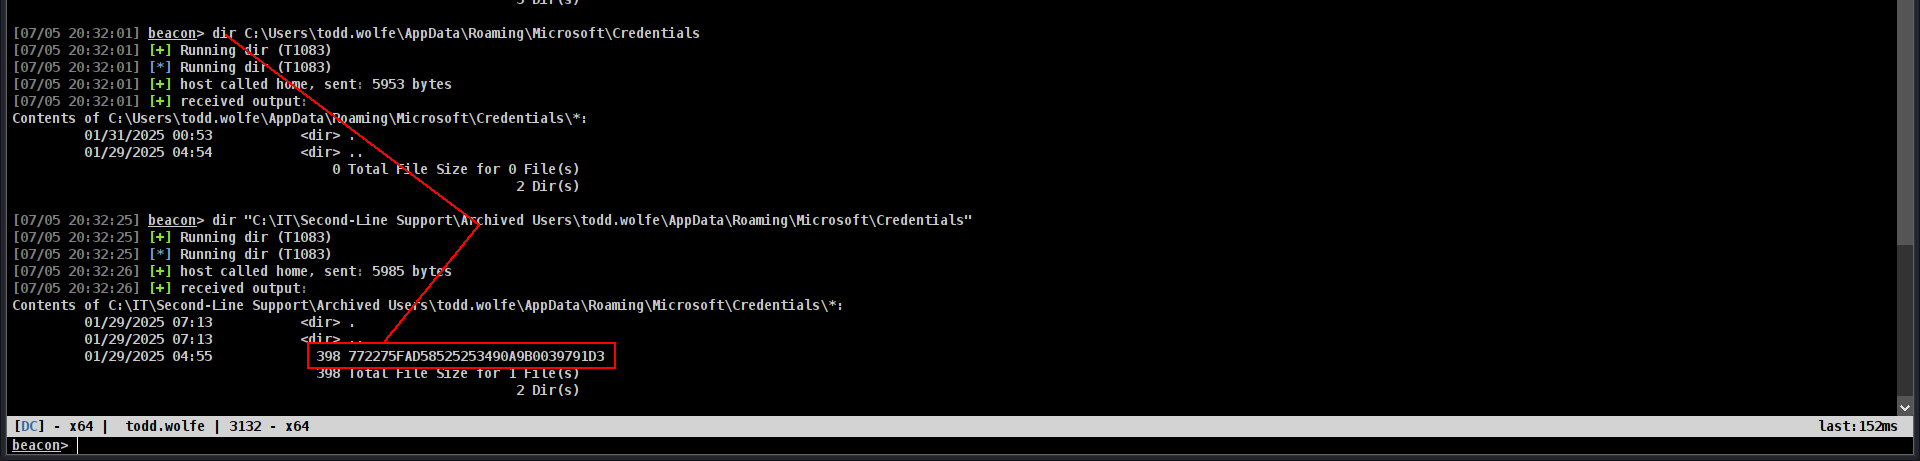 3 Dir(s)
[07/05 20:32:01] beacon> dir C:\Users\todd.wolfe\AppData\Roaming\Microsoft\Credentials
[07/05 20:32:01] [+] Running dir (T1083)
[07/05 20:32:01] [*] Running dir (T1083)
[07/05 20:32:01] [+] host called home, sent: 5953 bytes
[07/05 20:32:01] [+] received output:
Contents of C:\Users\todd.wolfe\AppData\Roaming\Microsoft\Credentials\*:
01/31/2025 00:53 <dir> .
01/29/2025 04:54 <dir> ..
0 Total File Size for 0 File(s)
2 Dir(s)
[07/05 20:32:25] beacon> dir "C:\IT\Second-Line Support\Archived Users\todd.wolfe\AppData\Roaming\Microsoft\Credentials"
[07/05 20:32:25] [+] Running dir (T1083)
[07/05 20:32:25] [*] Running dir (T1083)
[07/05 20:32:26] [+] host called home, sent: 5985 bytes
[07/05 20:32:26] [+] received output:
Contents of C:\IT\Second-Line Support\Archived Users\todd.wolfe\AppData\Roaming\Microsoft\Credentials\*:
01/29/2025 07:13 <dir> .
01/29/2025 07:13 <dir> ..
01/29/2025 04:55 398 772275FAD58525253490A9B0039791D3
398 Total File Size for 1 File(s)
2 Dir(s)
[DC] - x64 | todd.wolfe | 3132 - x64 last:152ms
beacon>